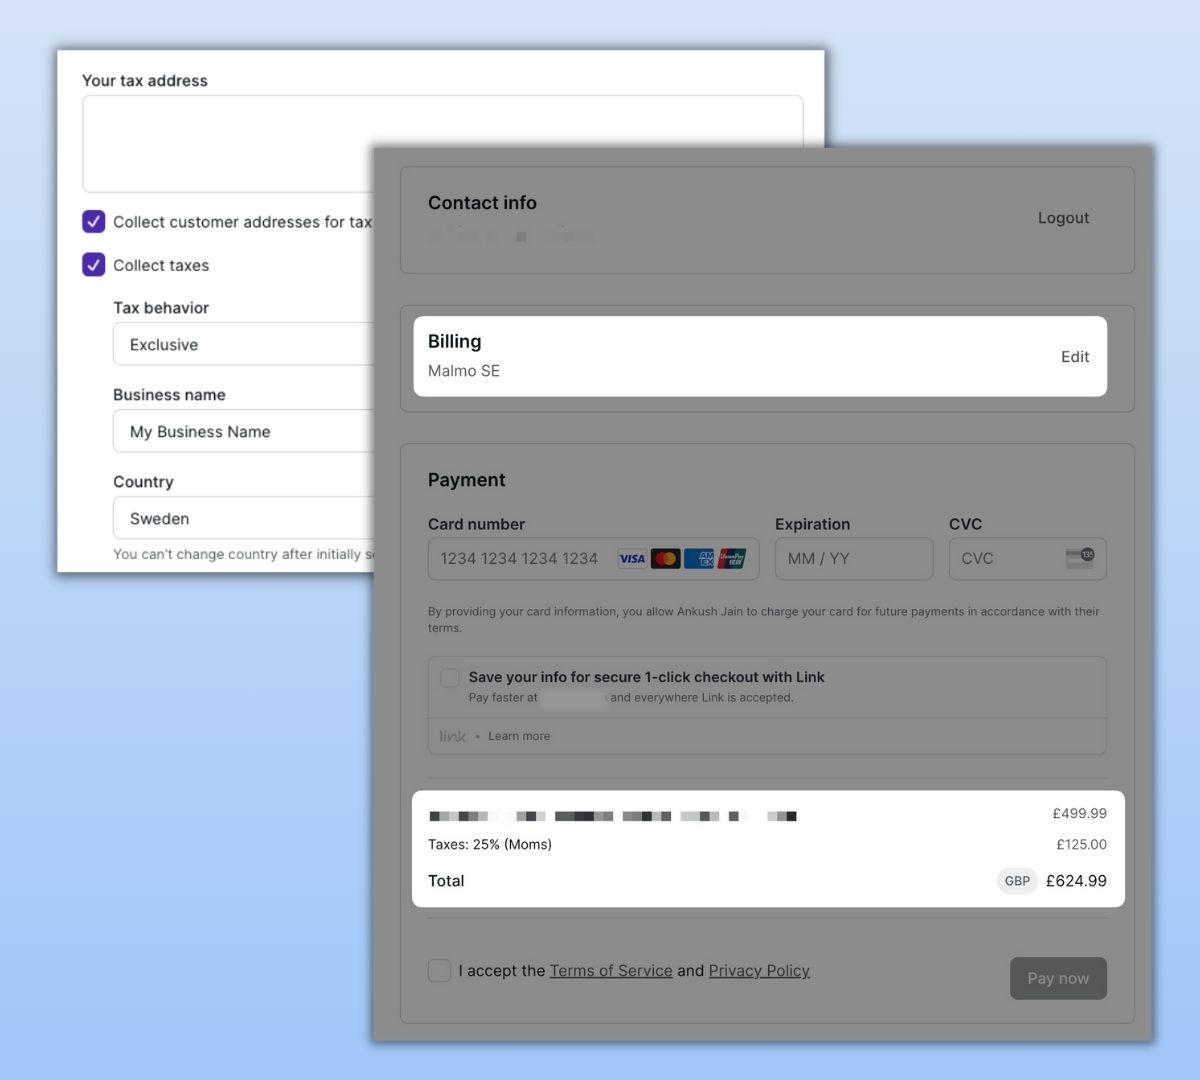 Your tax address
Collect customer addresses for tax
Collect taxes
Tax behavior
Exclusive
Business name
My Business Name
Country
Sweden
You can't change country after initially
Contact info
Logout
Billing
Malmo SE
Edit
Payment
Card number
Expiration
CVC
1234 1234 1234 1234
VISA
AM EX
UnionPay
MM / YY
CVC
135
By providing your card information, you allow Ankush Jain to charge your card for future payments in accordance with their
terms.
Save your info for secure 1-click checkout with Link
Pay faster at and everywhere Link is accepted.
link • Learn more
£499.99
Taxes: 25% (Moms) £125.00
Total GBP £624.99
I accept the Terms of Service and Privacy Policy
Pay now